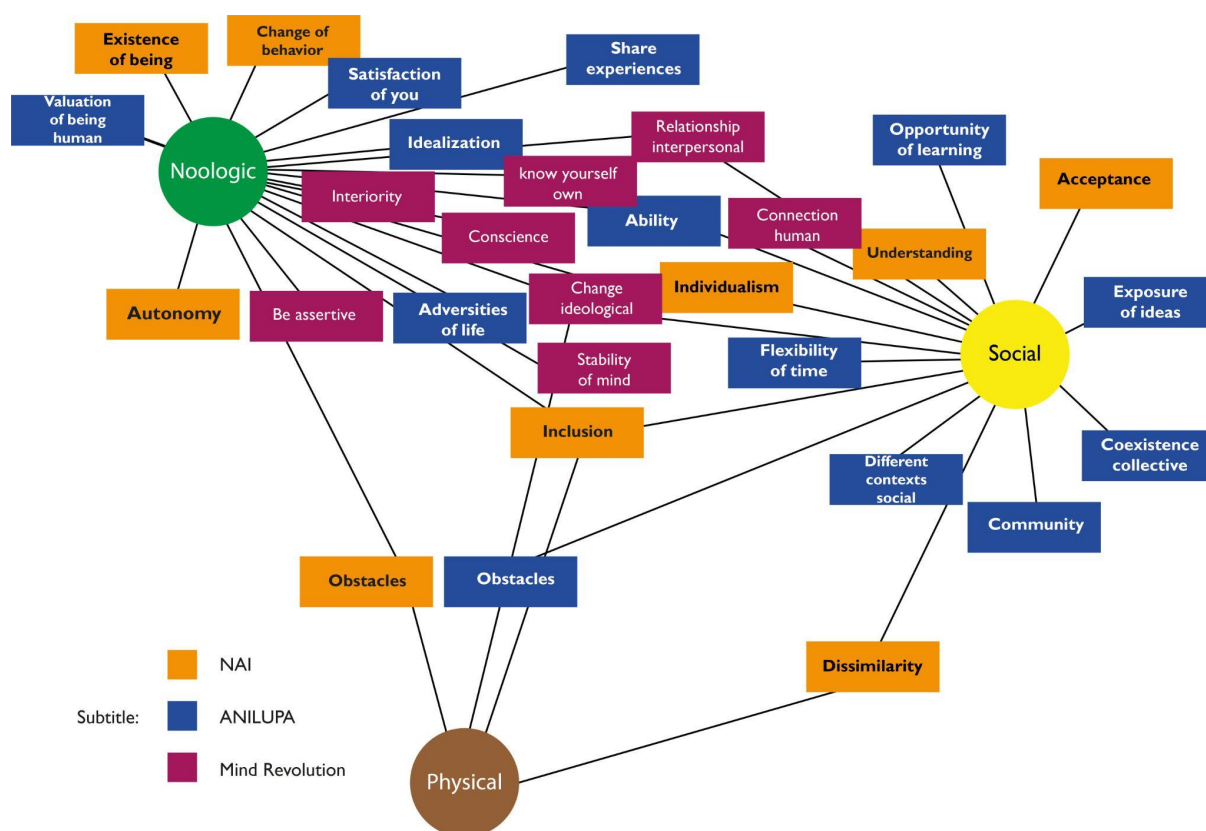 Existence
of being
Change of
behavior
Share
experiences
Satisfaction
of you
Valuation
of being
human
Noologic
Idealization
Relationship
interpersonal
Opportunity
of learning
know yourself
own
Acceptance
Interiority
Ability
Connection
human
Conscience
Understanding
Autonomy
Be assertive
Adversities
of life
Change
ideological
Individualism
Exposure
of ideas
Social
Flexibility
of time
Stability
of mind
Inclusion
Different
contexts
social
Coexistence
collective
Community
Obstacles
Obstacles
Dissimilarity
Subtitle:
NAI
ANILUPA
Mind Revolution
Physical